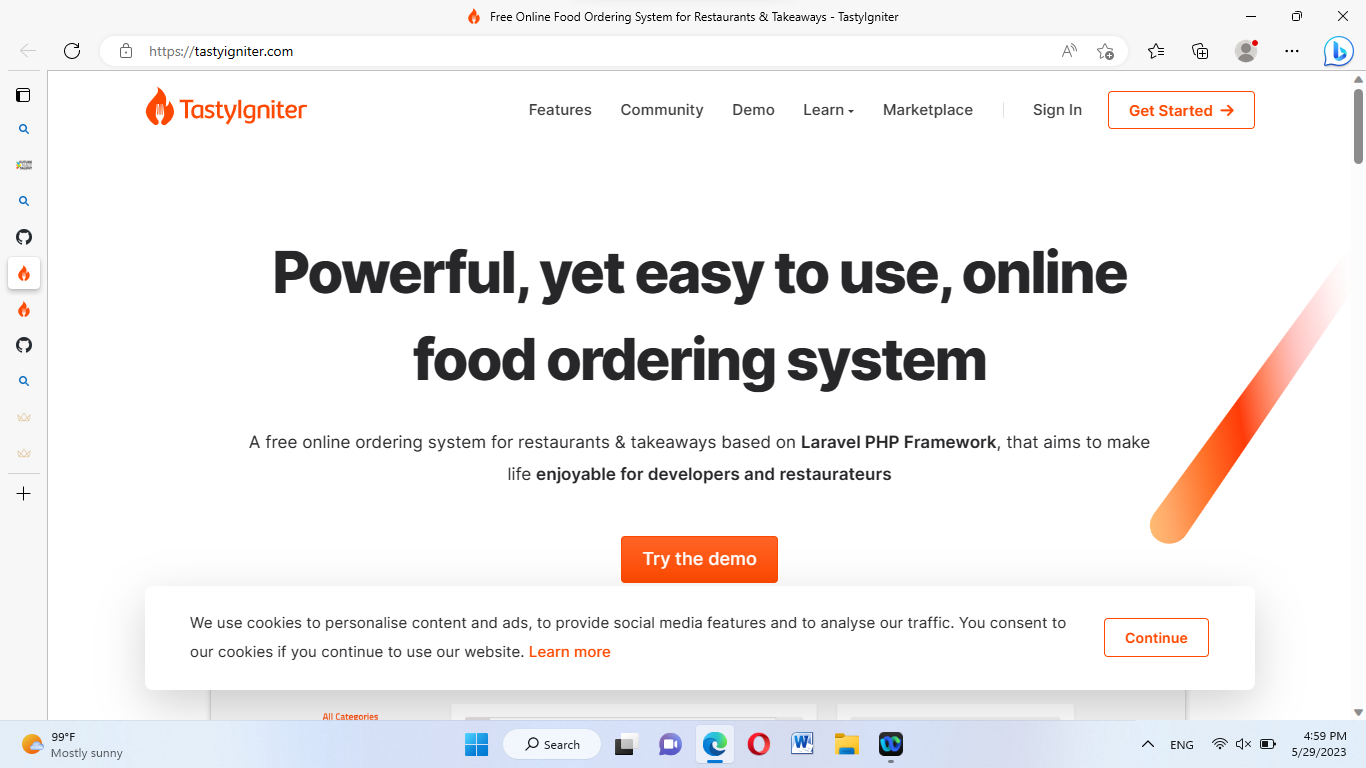 Free Online Food Ordering System for Restaurants & Takeaways - TastyIgniter
https://tastyigniter.com
TastyIgniter
Features Community Demo Learn Marketplace Sign In Get Started →
Powerful, yet easy to use, online
food ordering system
A free online ordering system for restaurants & takeaways based on Laravel PHP Framework, that aims to make
life enjoyable for developers and restaurateurs
Try the demo
We use cookies to personalise content and ads, to provide social media features and to analyse our traffic. You consent to
our cookies if you continue to use our website. Learn more
Continue
All Categories
99°F
Mostly sunny
Search
ENG
4:59 PM
5/29/2023